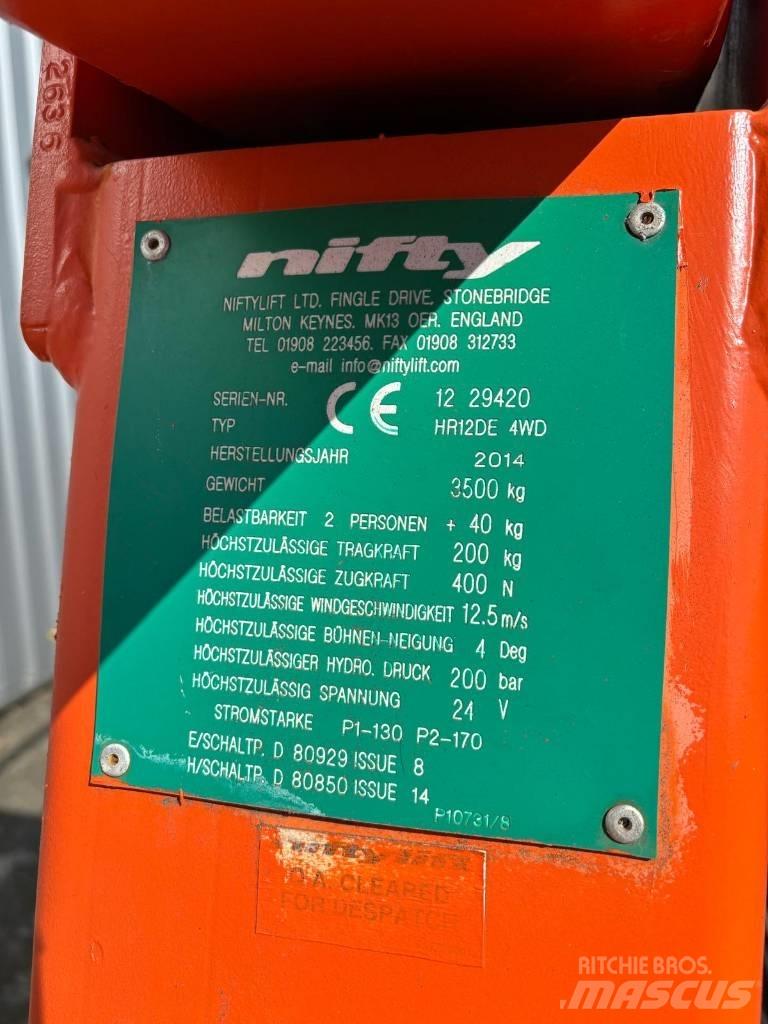 2636
nifty
NIFTYLIFT LTD. FINGLE DRIVE, STONEBRIDGE
MILTON KEYNES. MK13 OER. ENGLAND
TEL 01908 223456. FAX 01908 312733
e-mail info@niftylift.com
SERIEN-NR. CE 12 29420
TYP HR12DE 4WD
HERSTELLUNGSJAHR 2014
GEWICHT 3500 kg
BELASTBARKEIT 2 PERSONEN + 40 kg
HÖCHSTZULÄSSIGE TRAGKRAFT 200 kg
HÖCHSTZULÄSSIGE ZUGKRAFT 400 N
HÖCHSTZULÄSSIGE WINDGESCHWINDIGKEIT 12.5 m/s
HÖCHSTZULÄSSIGE BÜHNEN-NEIGUNG 4 Deg
HÖCHSTZULÄSSIGER HYDRO. DRUCK 200 bar
HÖCHSTZULÄSSIG SPANNUNG 24 V
STROMSTARKE P1-130 P2-170
E/SCHALTP. D 80929 ISSUE 8
H/SCHALTP. D 80850 ISSUE 14
P10731/8
nifty lift
Q.A. CLEARED
FOR DESPATCH
RITCHIE BROS.
MASCUS